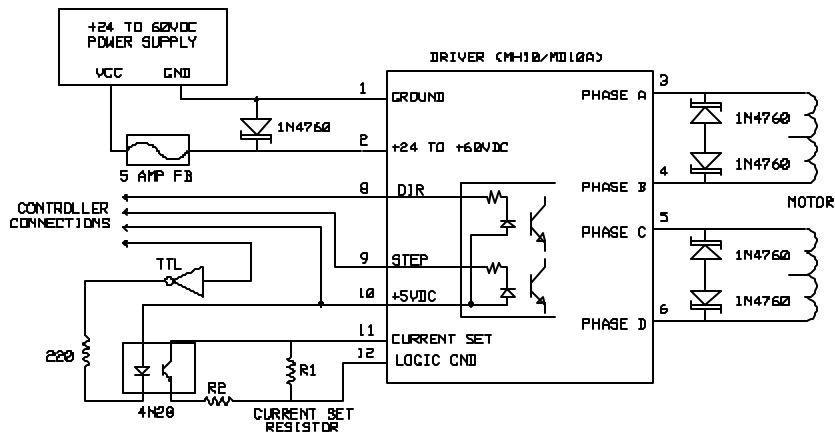 +24 TO 60VDC
POWER SUPPLY
VCC GND
DRIVER (MH10/MD10A)
1
GROUND
1N4760
2
+24 TO +60VDC
5 AMP FB
3
PHASE A
1N4760
1N4760
4
PHASE B
MOTOR
CONTROLLER
CONNECTIONS
8
DIR
5
PHASE C
1N4760
1N4760
6
PHASE D
9
STEP
10
+5VDC
TTL
11
CURRENT SET
12
LOGIC GND
220
4N28
R2
R1
CURRENT SET
RESISTOR